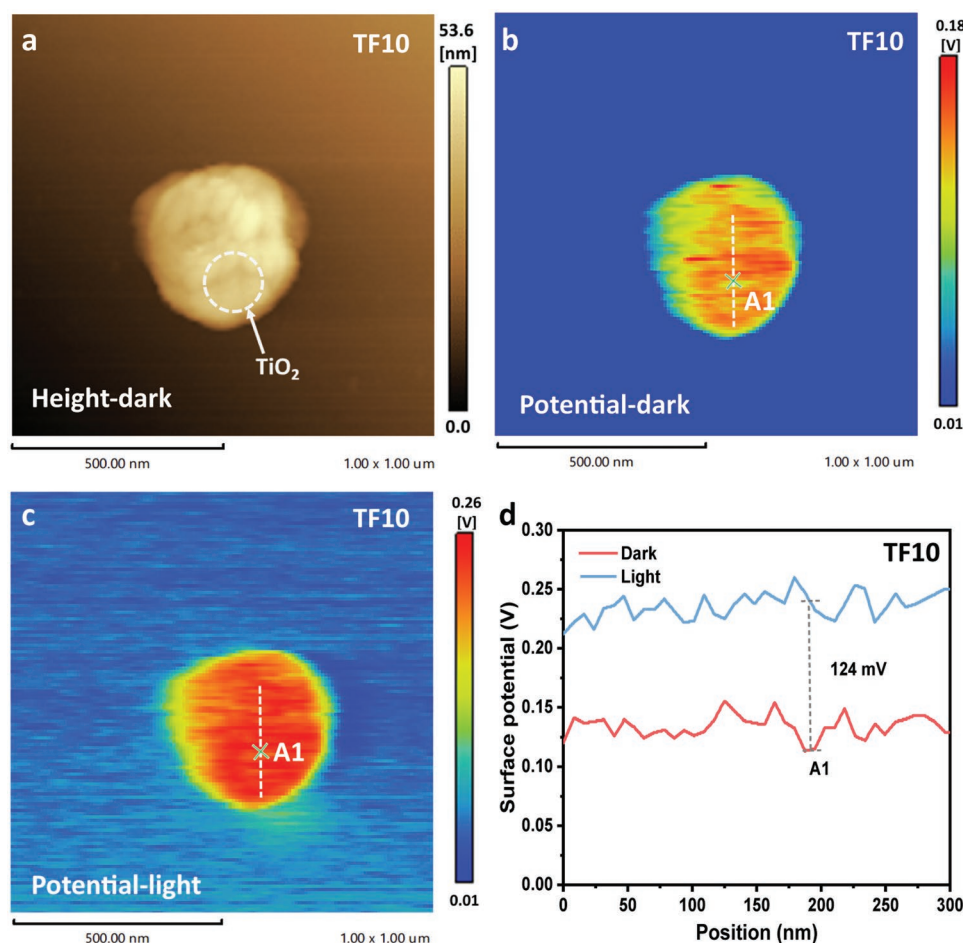 a
TF10
53.6
[nm]
TiO₂
Height-dark
0.0
500.00 nm
1.00 x 1.00 um
b
TF10
0.18
[V]
A1
Potential-dark
0.01
500.00 nm
1.00 x 1.00 um
c
TF10
0.26
[V]
A1
Potential-light
0.01
500.00 nm
1.00 x 1.00 um
d
TF10
Dark
Light
124 mV
A1
Surface potential (V)
0.30
0.25
0.20
0.15
0.10
0.05
0.00
0 50 100 150 200 250 300
Position (nm)